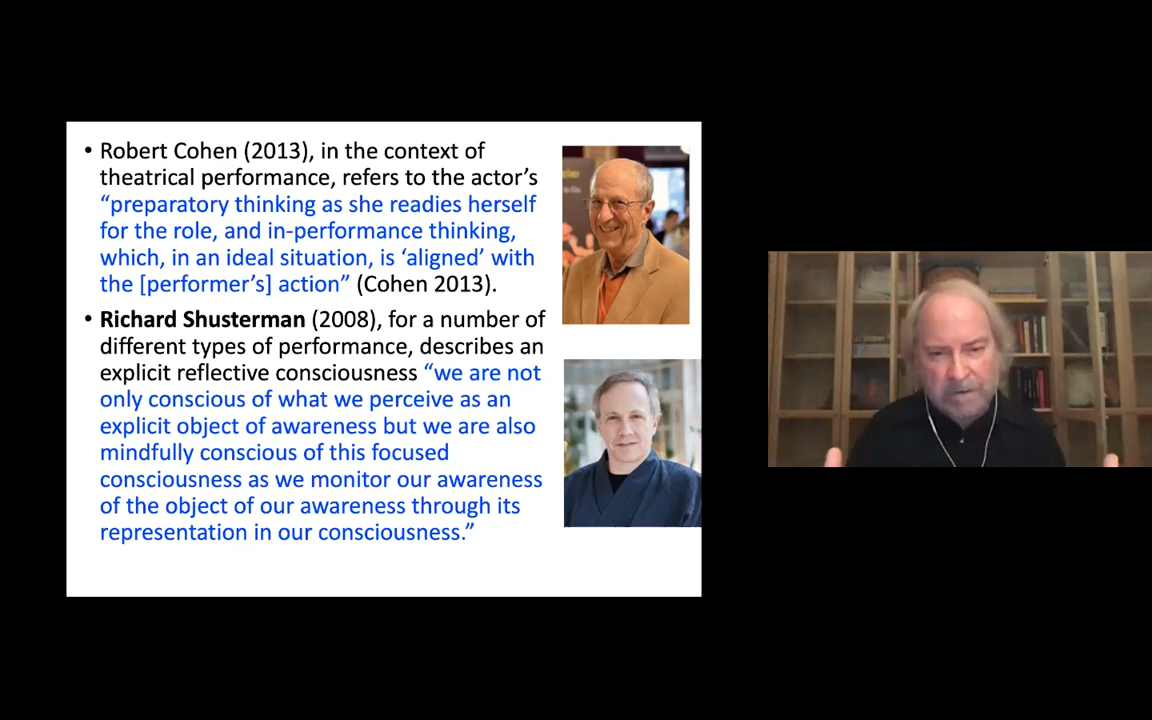 • Robert Cohen (2013), in the context of
theatrical performance, refers to the actor’s
“preparatory thinking as she readies herself
for the role, and in-performance thinking,
which, in an ideal situation, is ‘aligned’ with
the [performer’s] action” (Cohen 2013).
• Richard Shusterman (2008), for a number of
different types of performance, describes an
explicit reflective consciousness “we are not
only conscious of what we perceive as an
explicit object of awareness but we are also
mindfully conscious of this focused
consciousness as we monitor our awareness
of the object of our awareness through its
representation in our consciousness.”